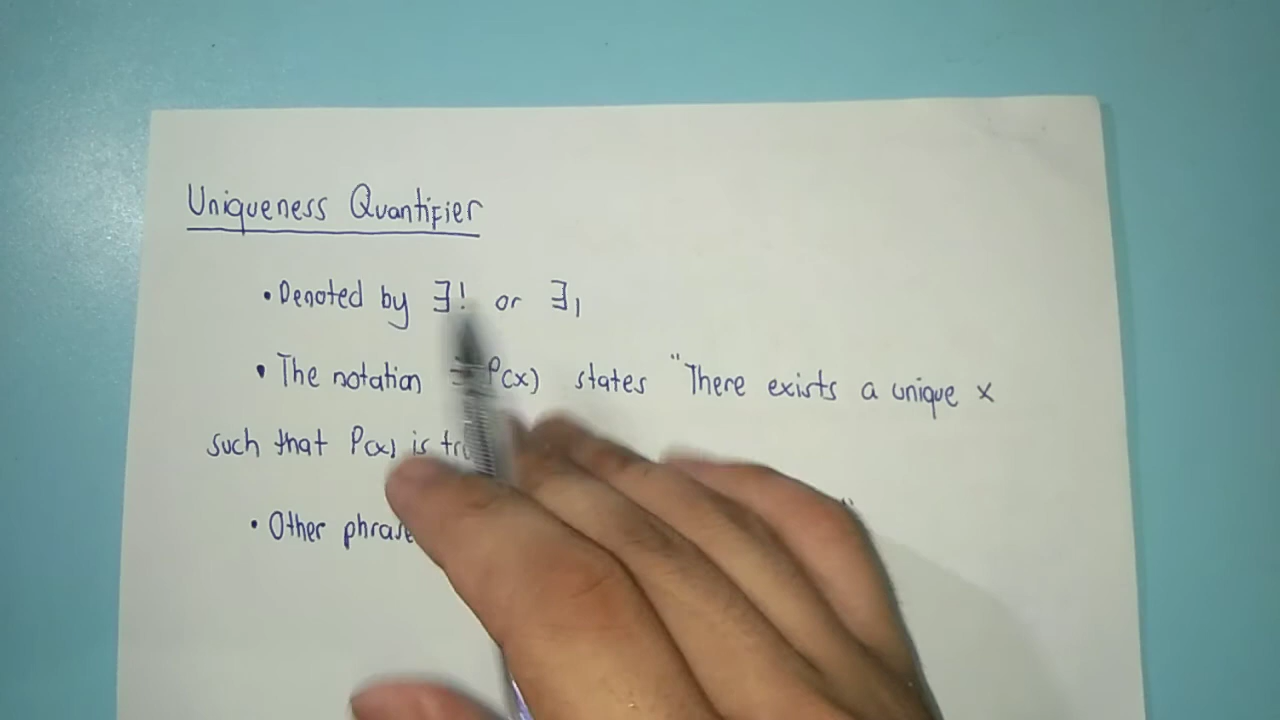 Uniqueness Quantifier
• Denoted by ∃! or ∃₁
• The notation P(x) states "There exists a unique x
such that P(x) is
• Other